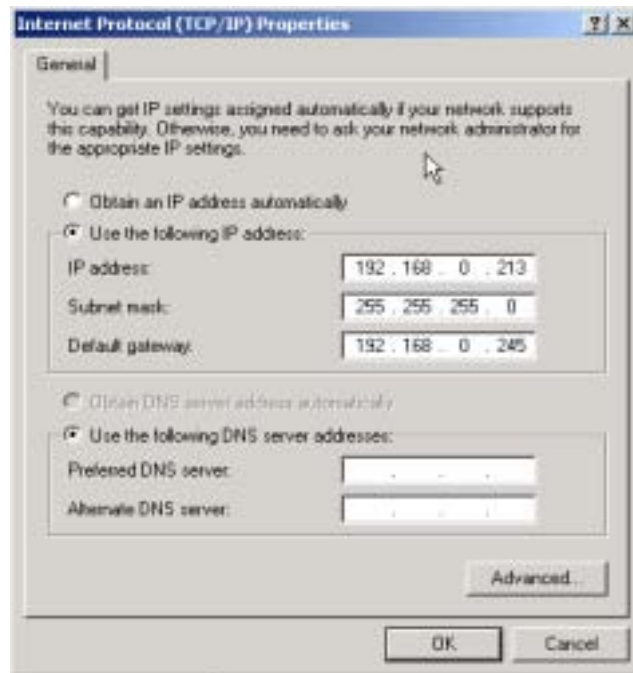 Internet Protocol (TCP/IP) Properties
General
You can get IP settings assigned automatically if your network supports
this capability. Otherwise, you need to ask your network administrator for
the appropriate IP settings.
Obtain an IP address automatically
Use the following IP address:
IP address: 192 . 168 . 0 . 213
Subnet mask: 255 . 255 . 255 . 0
Default gateway: 192 . 168 . 0 . 245
Obtain DNS server address automatically
Use the following DNS server addresses:
Preferred DNS server: . . .
Alternate DNS server: . . .
Advanced...
OK Cancel